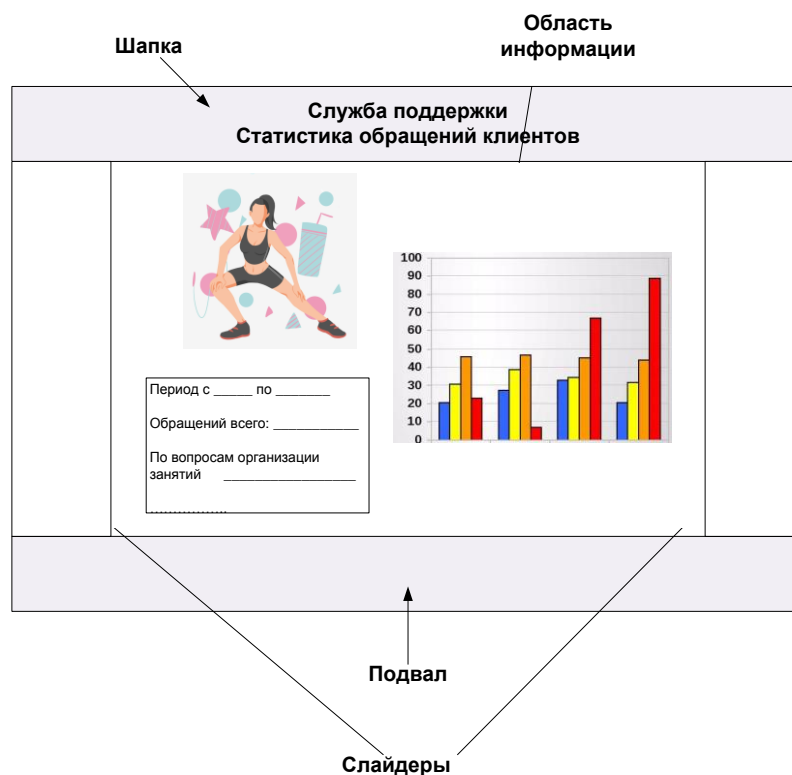 Область
информации
Шапка
Служба поддержки
Статистика обращений клиентов
100
90
80
70
60
50
40
30
20
10
0
Период с _____ по _______
Обращений всего: ___________
По вопросам организации
занятий _________________
……………..
Подвал
Слайдеры